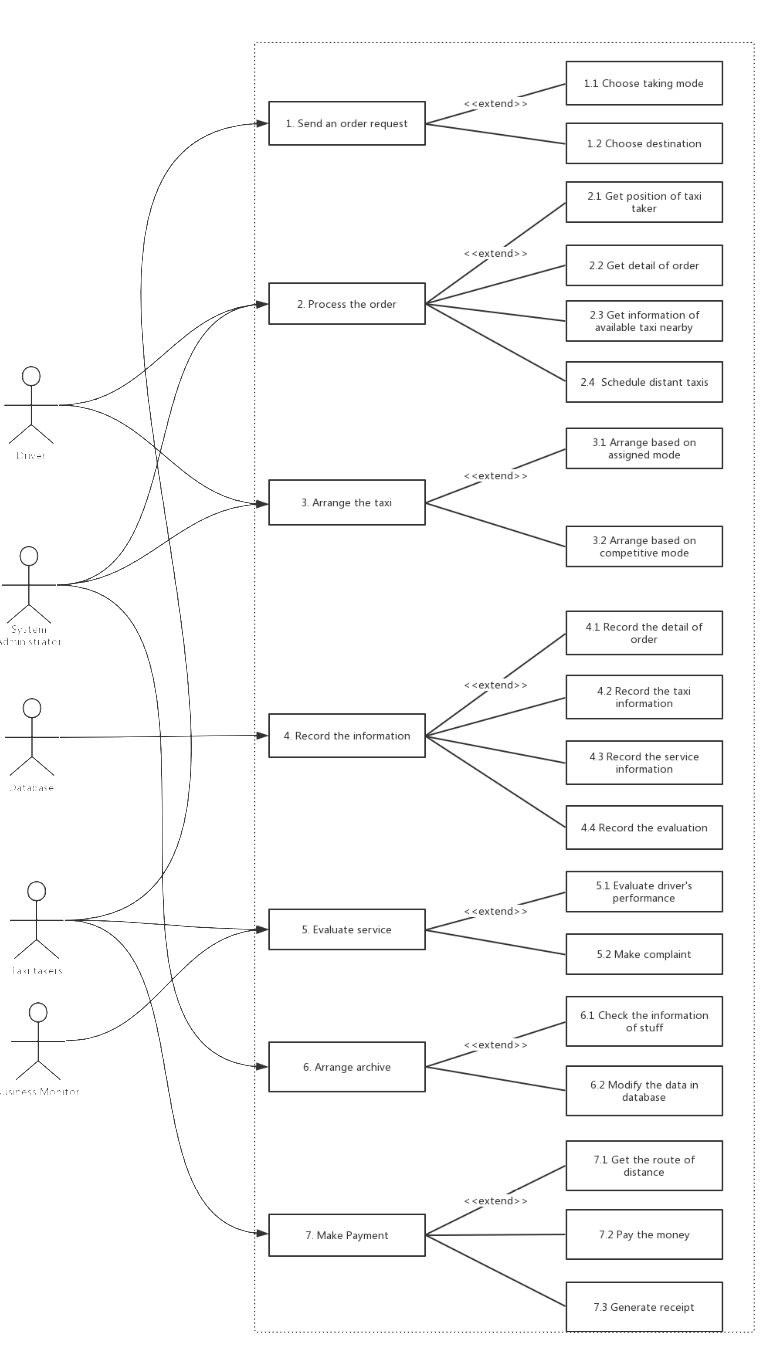 1.1 Choose taking mode
<<extend>>
1. Send an order request
1.2 Choose destination
2.1 Get position of taxi
taker
<<extend>>
2.2 Get detail of order
2. Process the order
2.3 Get information of
available taxi nearby
2.4 Schedule distant taxis
Driver
3.1 Arrange based on
assigned mode
<<extend>>
3. Arrange the taxi
3.2 Arrange based on
competitive mode
System
Administrator
4.1 Record the detail of
order
<<extend>>
4.2 Record the taxi
information
4. Record the information
4.3 Record the service
information
Database
4.4 Record the evaluation
5.1 Evaluate driver's
performance
<<extend>>
5. Evaluate service
5.2 Make complaint
Taxi takers
6.1 Check the information
of stuff
<<extend>>
6. Arrange archive
6.2 Modify the data in
database
Business Monitor
7.1 Get the route of
distance
<<extend>>
7. Make Payment
7.2 Pay the money
7.3 Generate receipt